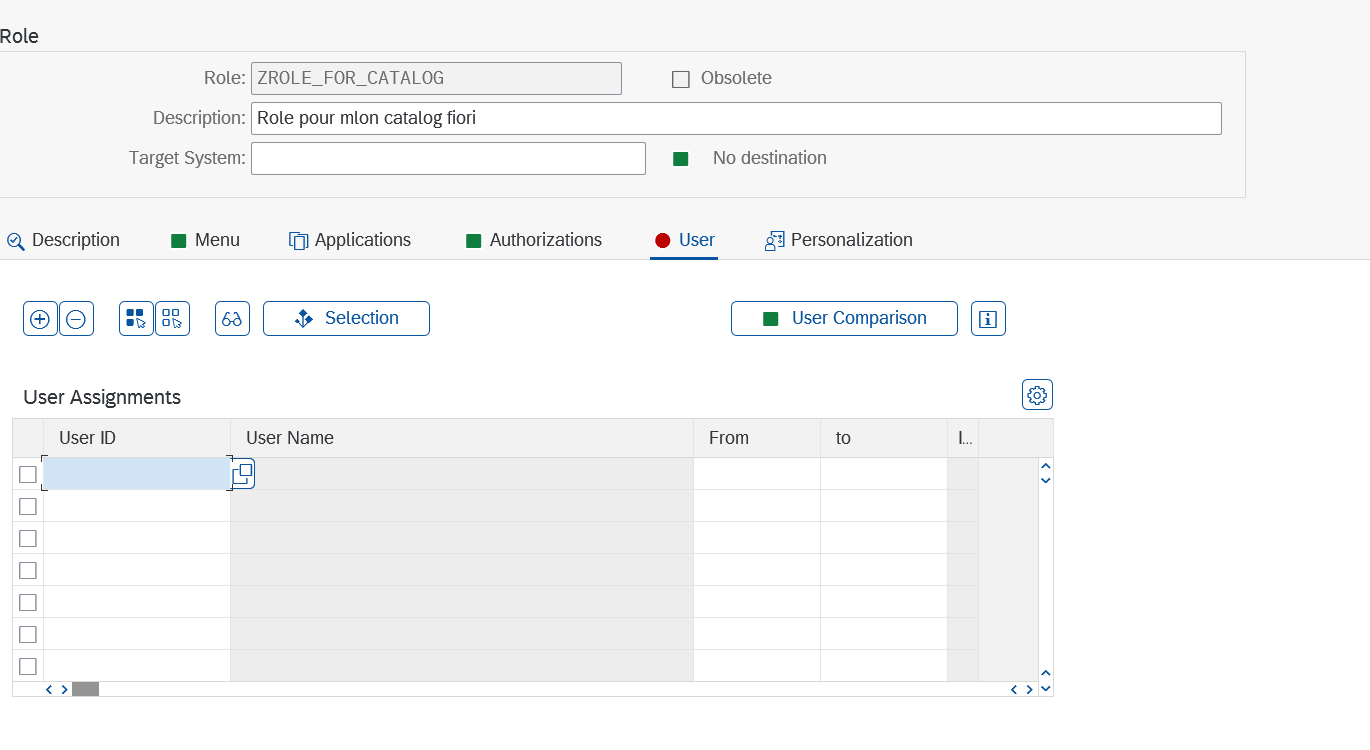 Role
Role: ZROLE_FOR_CATALOG Obsolete
Description: Role pour mlon catalog fiori
Target System: No destination
Description Menu Applications Authorizations User Personalization
Selection User Comparison
User Assignments
User ID User Name From to I...